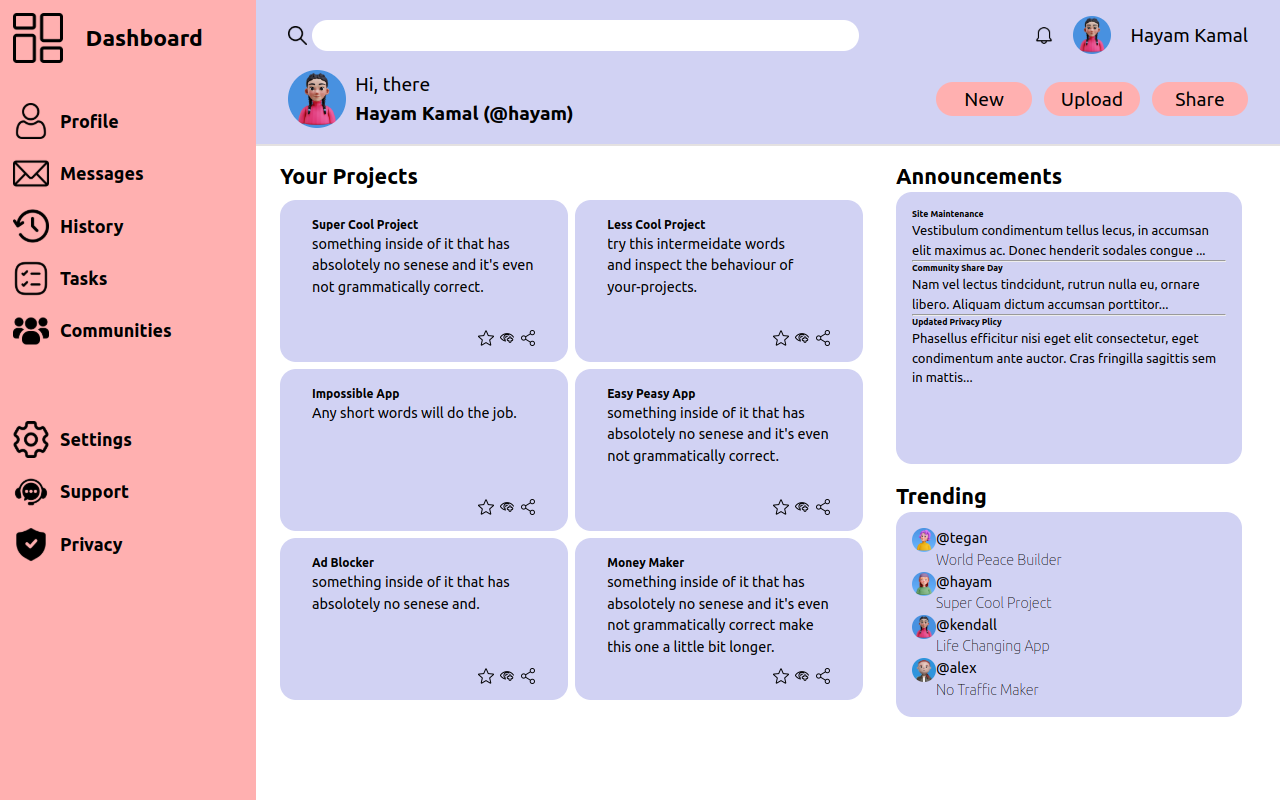 Dashboard
Profile
Messages
History
Tasks
Communities
Settings
Support
Privacy
Hayam Kamal
Hi, there
Hayam Kamal (@hayam)
New
Upload
Share
Your Projects
Super Cool Project
something inside of it that has
absolotely no senese and it's even
not grammatically correct.
Less Cool Project
try this intermeidate words
and inspect the behaviour of
your-projects.
Impossible App
Any short words will do the job.
Easy Peasy App
something inside of it that has
absolotely no senese and it's even
not grammatically correct.
Ad Blocker
something inside of it that has
absolotely no senese and.
Money Maker
something inside of it that has
absolotely no senese and it's even
not grammatically correct make
this one a little bit longer.
Announcements
Site Maintenance
Vestibulum condimentum tellus lecus, in accumsan
elit maximus ac. Donec henderit sodales congue ...
Community Share Day
Nam vel lectus tindcidunt, rutrun nulla eu, ornare
libero. Aliquam dictum accumsan porttitor...
Updated Privacy Plicy
Phasellus efficitur nisi eget elit consectetur, eget
condimentum ante auctor. Cras fringilla sagittis sem
in mattis...
Trending
@tegan
World Peace Builder
@hayam
Super Cool Project
@kendall
Life Changing App
@alex
No Traffic Maker